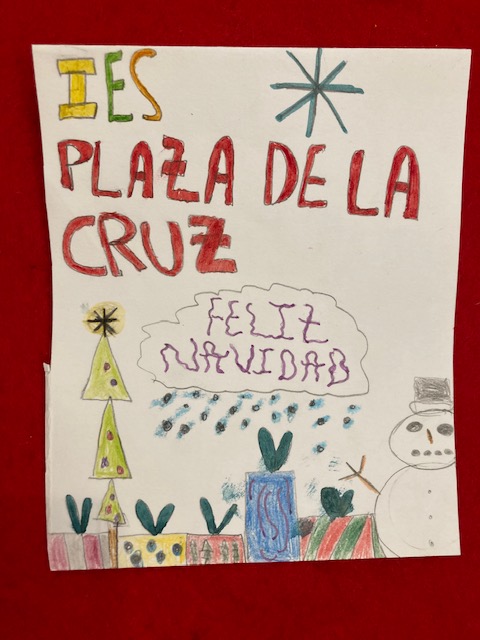 IES
PLAZA DE LA
CRUZ
FELIZ
NAVIDAD